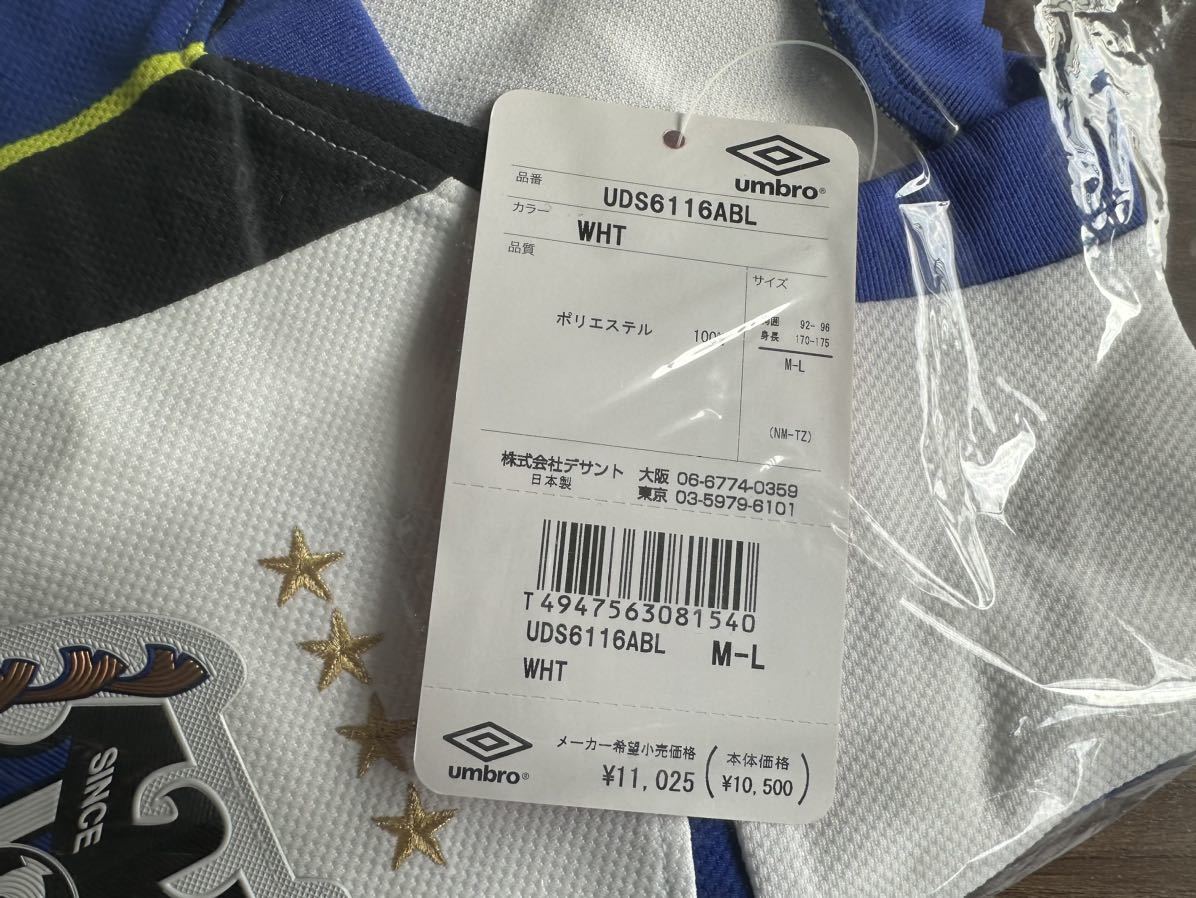 umbro®
品番 UDS6116ABL
カラー WHT
品質
サイズ
ポリエステル 100%
92-96
身長 170-175
M-L
(NM-TZ)
株式会社デサント 大阪 06-6774-0359
日本製 東京 03-5979-6101
T4947563081540
UDS6116ABL M-L
WHT
umbro®
メーカー希望小売価格 (本体価格
¥11,025 ¥10,500)
SINCE